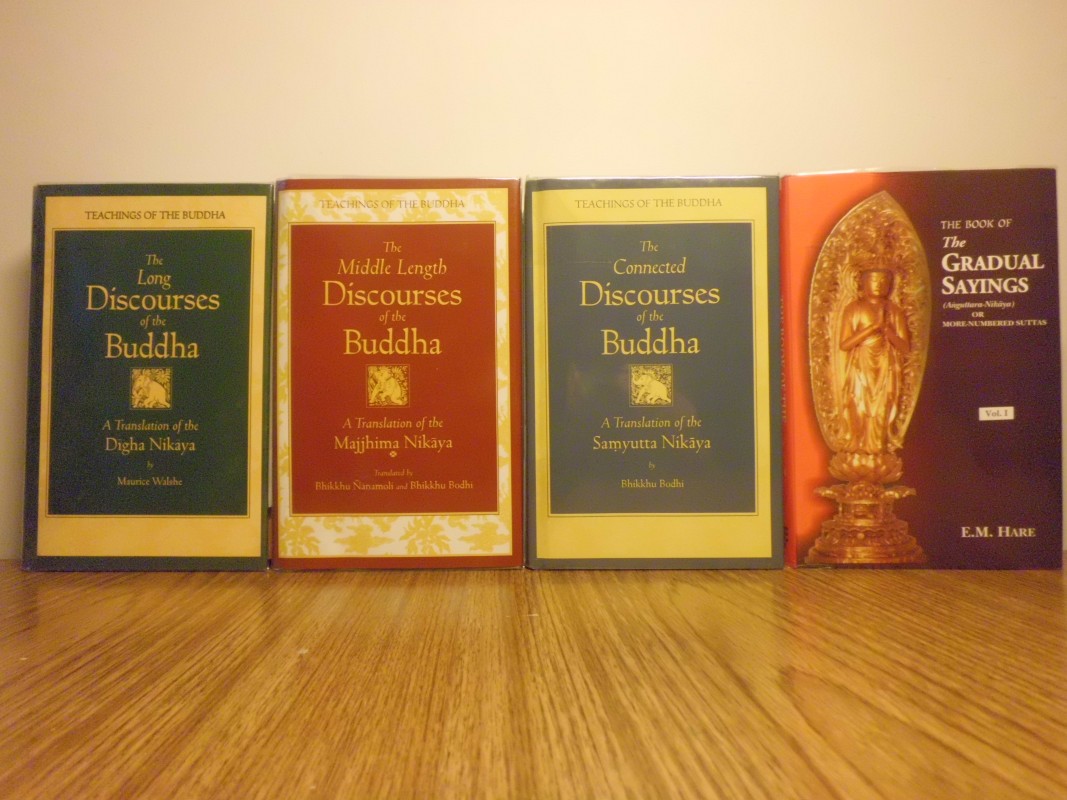 TEACHINGS OF THE BUDDHA
The
Long
Discourses
of the
Buddha
A Translation of the
Dīgha Nikāya
by
Maurice Walshe
TEACHINGS OF THE BUDDHA
The
Middle Length
Discourses
of the
Buddha
A Translation of the
Majjhima Nikāya
Translated by
Bhikkhu Ñāṇamoli and Bhikkhu Bodhi
TEACHINGS OF THE BUDDHA
The
Connected
Discourses
of the
Buddha
A Translation of the
Saṃyutta Nikāya
by
Bhikkhu Bodhi
THE BOOK OF
The
GRADUAL
SAYINGS
(Aṅguttara-Nikāya)
OR
MORE-NUMBERED SUTTAS
Vol. I
E.M. HARE